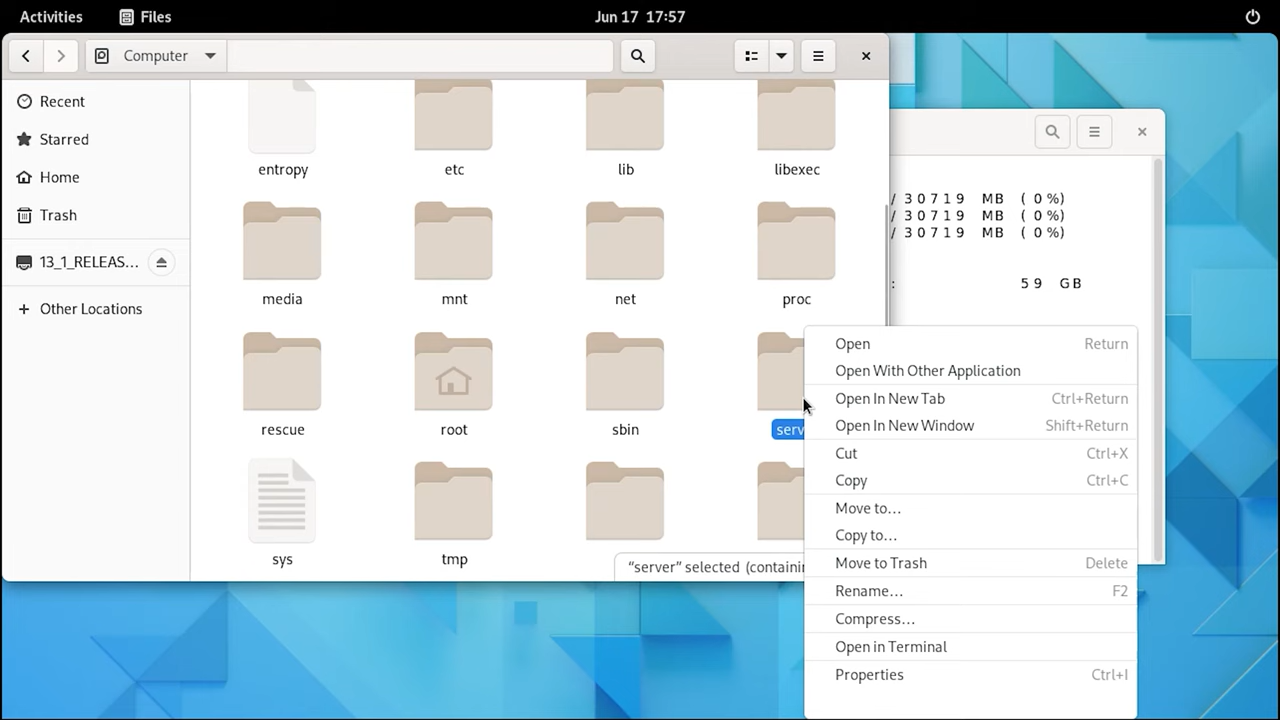 Activities Files Jun 17 17:57
Computer
Recent
Starred
Home
Trash
13_1_RELEAS...
Other Locations
entropy etc lib libexec
media mnt net proc
rescue root sbin serv
sys tmp
"server" selected (containin
/ 30719 MB ( 0%)
/ 30719 MB ( 0%)
/ 30719 MB ( 0%)
: 59 GB
Open Return
Open With Other Application
Open In New Tab Ctrl+Return
Open In New Window Shift+Return
Cut Ctrl+X
Copy Ctrl+C
Move to...
Copy to...
Move to Trash Delete
Rename... F2
Compress...
Open in Terminal
Properties Ctrl+I